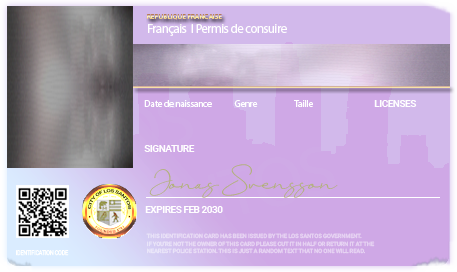 RÉPUBLIQUE FRANÇAISE
Français | Permis de consuire
Date de naissance Genre Taille LICENSES
SIGNATURE
James Svensson
EXPIRES FEB 2030
CITY OF LOS SANTOS
IDENTIFICATION CODE
THIS IDENTIFICATION CARD HAS BEEN ISSUED BY THE LOS SANTOS GOVERNMENT.
IF YOU'RE NOT THE OWNER OF THIS CARD PLEASE CUT IT IN HALF OR RETURN IT AT THE
NEAREST POLICE STATION. THIS IS JUST A RANDOM TEXT THAT NO ONE WILL READ.